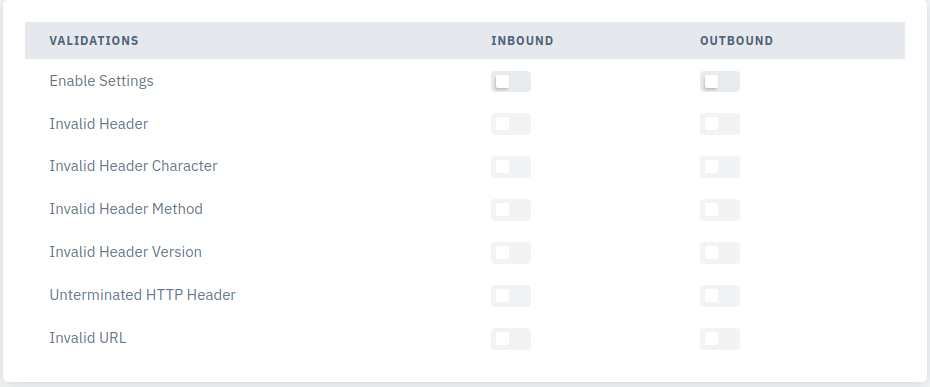 VALIDATIONS INBOUND OUTBOUND
Enable Settings
Invalid Header
Invalid Header Character
Invalid Header Method
Invalid Header Version
Unterminated HTTP Header
Invalid URL